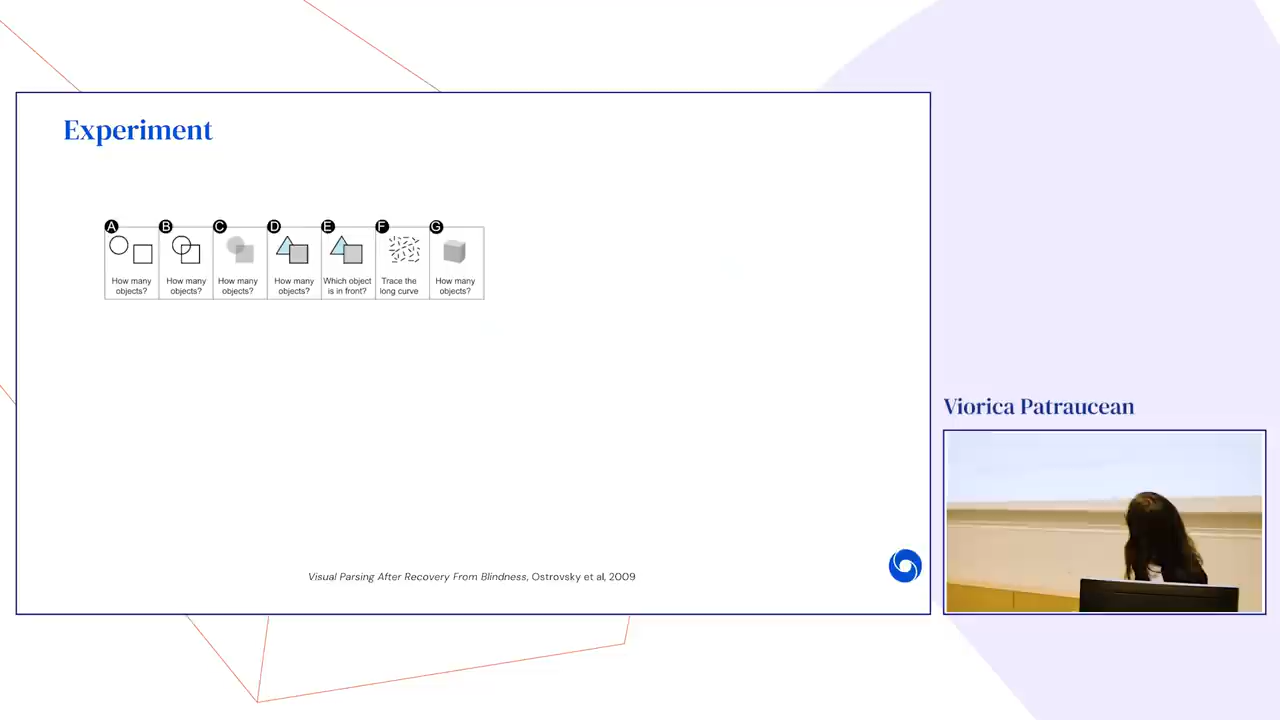 Experiment
A B C D E F G
How many objects?
How many objects?
How many objects?
How many objects?
Which object is in front?
Trace the long curve
How many objects?
Visual Parsing After Recovery From Blindness, Ostrovsky et al, 2009
Viorica Patraucean